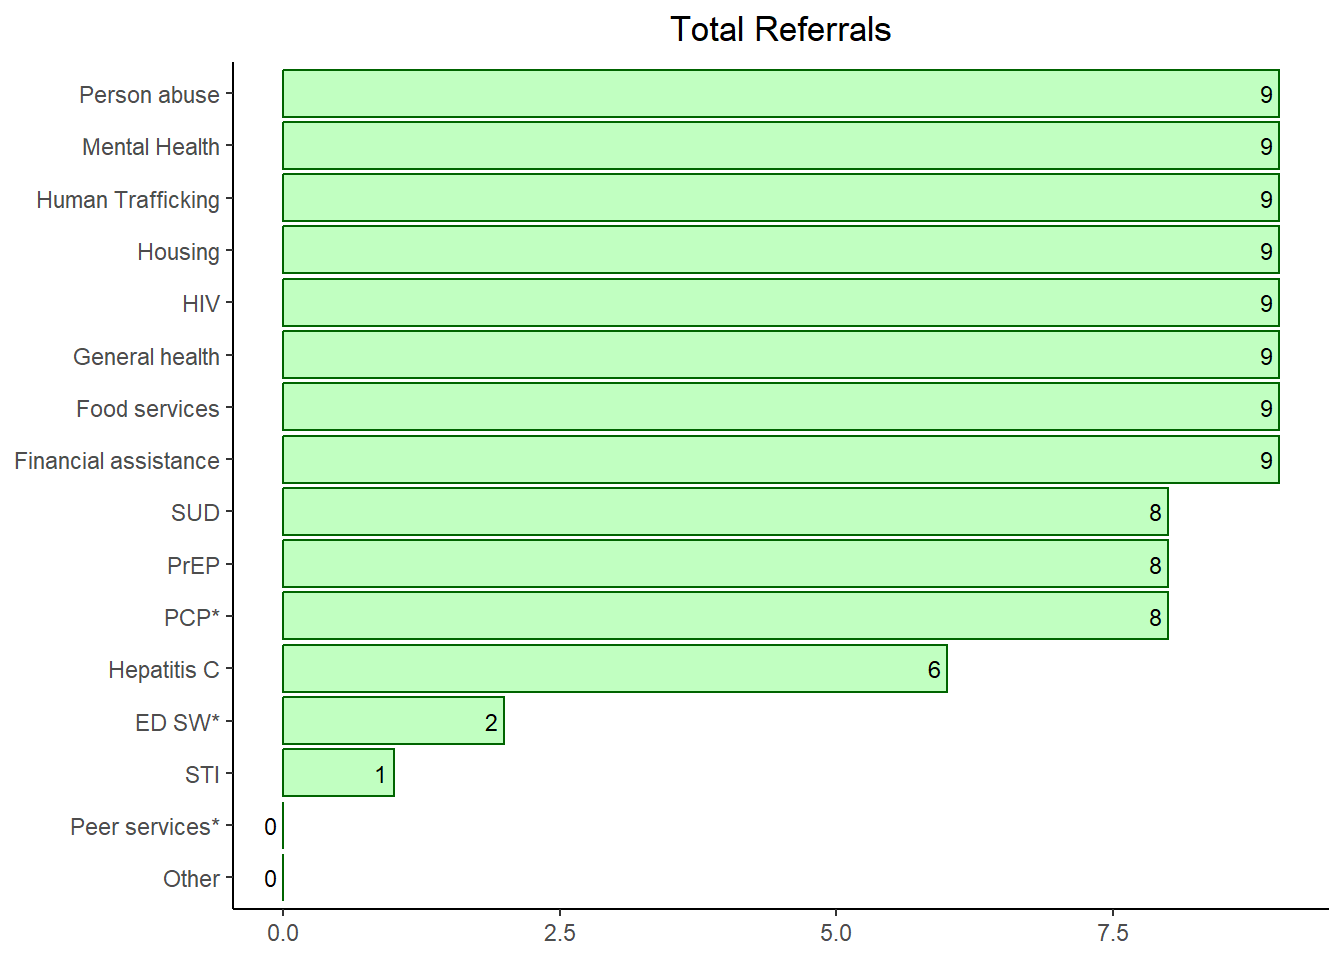 Total Referrals
Person abuse 9
Mental Health 9
Human Trafficking 9
Housing 9
HIV 9
General health 9
Food services 9
Financial assistance 9
SUD 8
PrEP 8
PCP* 8
Hepatitis C 6
ED SW* 2
STI 1
Peer services* 0
Other 0
0.0 2.5 5.0 7.5